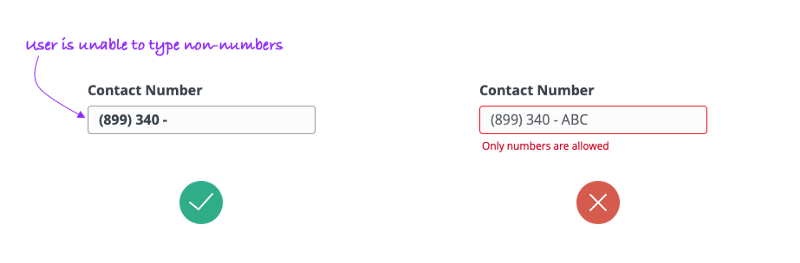 User is unable to type non-numbers
Contact Number
(899) 340 -
Contact Number
(899) 340 - ABC
Only numbers are allowed